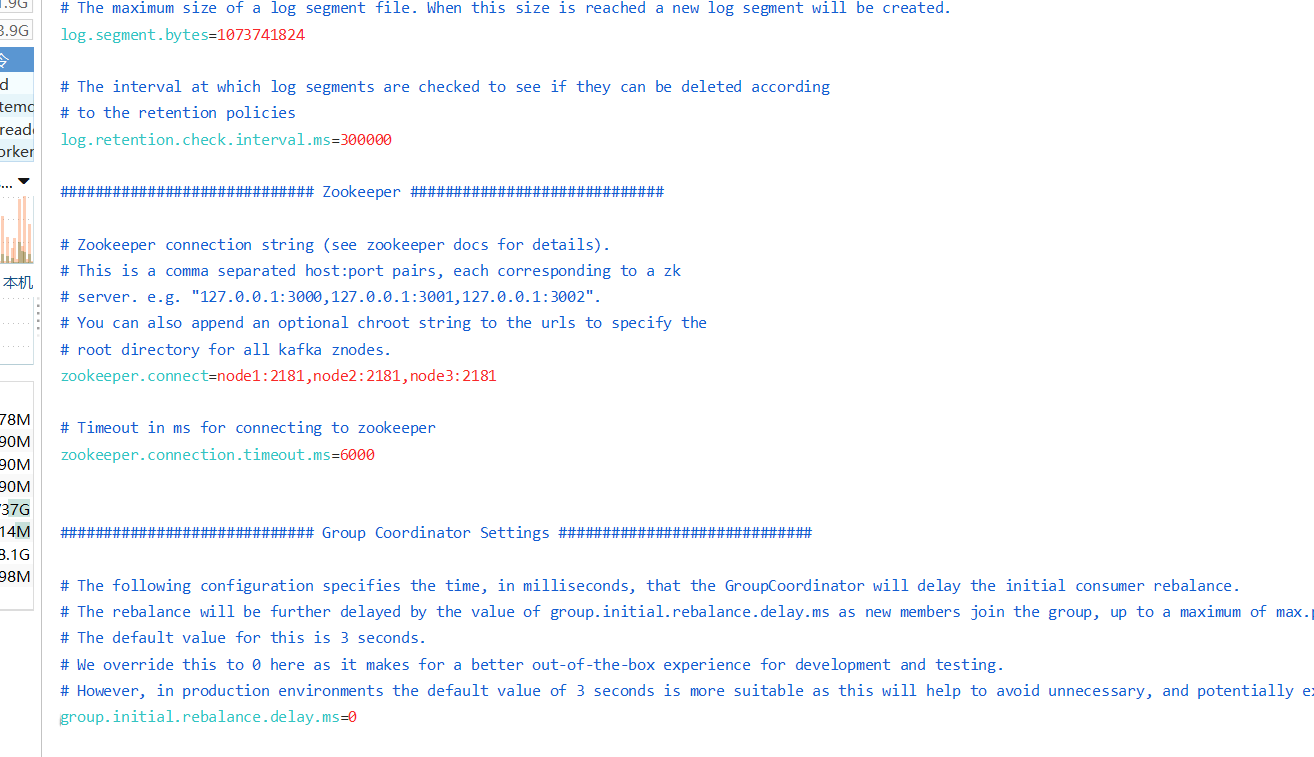 1.9G
3.9G
令
d
temd
read
orker
...
本机
78M
90M
90M
90M
37G
14M
8.1G
98M
# The maximum size of a log segment file. When this size is reached a new log segment will be created.
log.segment.bytes=1073741824
# The interval at which log segments are checked to see if they can be deleted according
# to the retention policies
log.retention.check.interval.ms=300000
############################# Zookeeper #############################
# Zookeeper connection string (see zookeeper docs for details).
# This is a comma separated host:port pairs, each corresponding to a zk
# server. e.g. "127.0.0.1:3000,127.0.0.1:3001,127.0.0.1:3002".
# You can also append an optional chroot string to the urls to specify the
# root directory for all kafka znodes.
zookeeper.connect=node1:2181,node2:2181,node3:2181
# Timeout in ms for connecting to zookeeper
zookeeper.connection.timeout.ms=6000
############################# Group Coordinator Settings #############################
# The following configuration specifies the time, in milliseconds, that the GroupCoordinator will delay the initial consumer rebalance.
# The rebalance will be further delayed by the value of group.initial.rebalance.delay.ms as new members join the group, up to a maximum of max.p
# The default value for this is 3 seconds.
# We override this to 0 here as it makes for a better out-of-the-box experience for development and testing.
# However, in production environments the default value of 3 seconds is more suitable as this will help to avoid unnecessary, and potentially ex
group.initial.rebalance.delay.ms=0